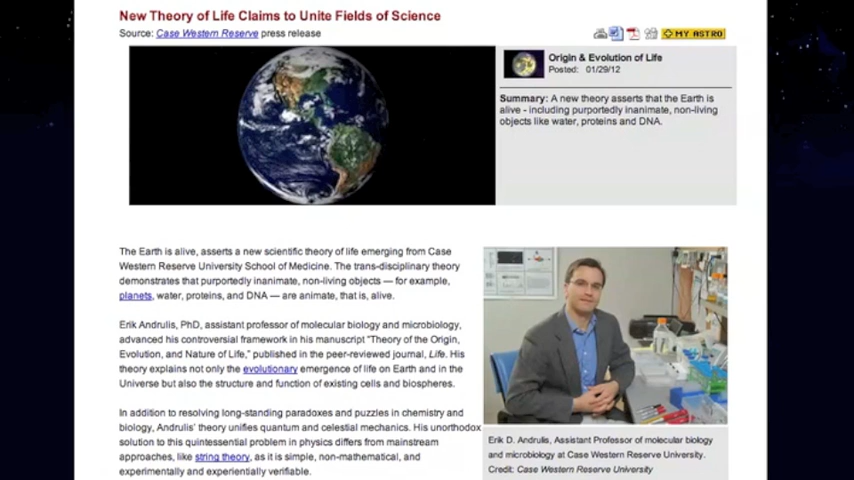 New Theory of Life Claims to Unite Fields of Science
Source: Case Western Reserve press release
MY ASTRO
Origin & Evolution of Life
Posted: 01/29/12
Summary: A new theory asserts that the Earth is
alive - including purportedly inanimate, non-living
objects like water, proteins and DNA.
The Earth is alive, asserts a new scientific theory of life emerging from Case
Western Reserve University School of Medicine. The trans-disciplinary theory
demonstrates that purportedly inanimate, non-living objects — for example,
planets, water, proteins, and DNA — are animate, that is, alive.
Erik Andrulis, PhD, assistant professor of molecular biology and microbiology,
advanced his controversial framework in his manuscript "Theory of the Origin,
Evolution, and Nature of Life," published in the peer-reviewed journal, Life. His
theory explains not only the evolutionary emergence of life on Earth and in the
Universe but also the structure and function of existing cells and biospheres.
In addition to resolving long-standing paradoxes and puzzles in chemistry and
biology, Andrulis' theory unifies quantum and celestial mechanics. His unorthodox
solution to this quintessential problem in physics differs from mainstream
approaches, like string theory, as it is simple, non-mathematical, and
experimentally and experientially verifiable.
Erik D. Andrulis, Assistant Professor of molecular biology
and microbiology at Case Western Reserve University.
Credit: Case Western Reserve University